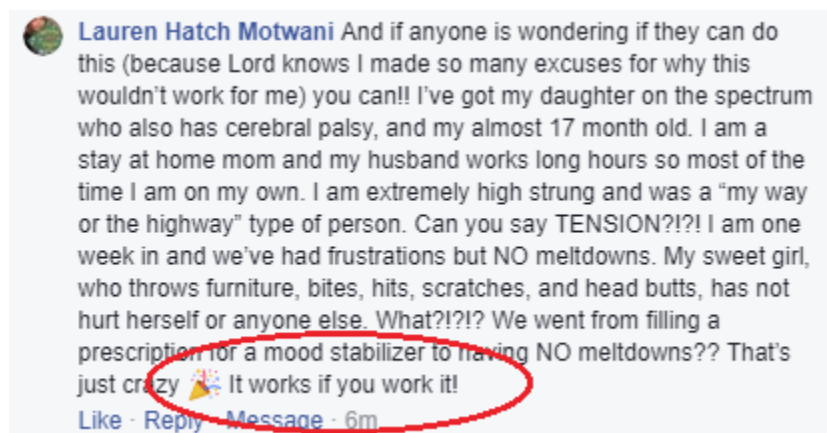 Lauren Hatch Motwani And if anyone is wondering if they can do
this (because Lord knows I made so many excuses for why this
wouldn't work for me) you can!! I've got my daughter on the spectrum
who also has cerebral palsy, and my almost 17 month old. I am a
stay at home mom and my husband works long hours so most of the
time I am on my own. I am extremely high strung and was a “my way
or the highway” type of person. Can you say TENSION?!?! I am one
week in and we've had frustrations but NO meltdowns. My sweet girl,
who throws furniture, bites, hits, scratches, and head butts, has not
hurt herself or anyone else. What?!?!? We went from filling a
prescription for a mood stabilizer to having NO meltdowns?? That's
just crazy 🎉 It works if you work it!
Like · Reply · Message · 6m